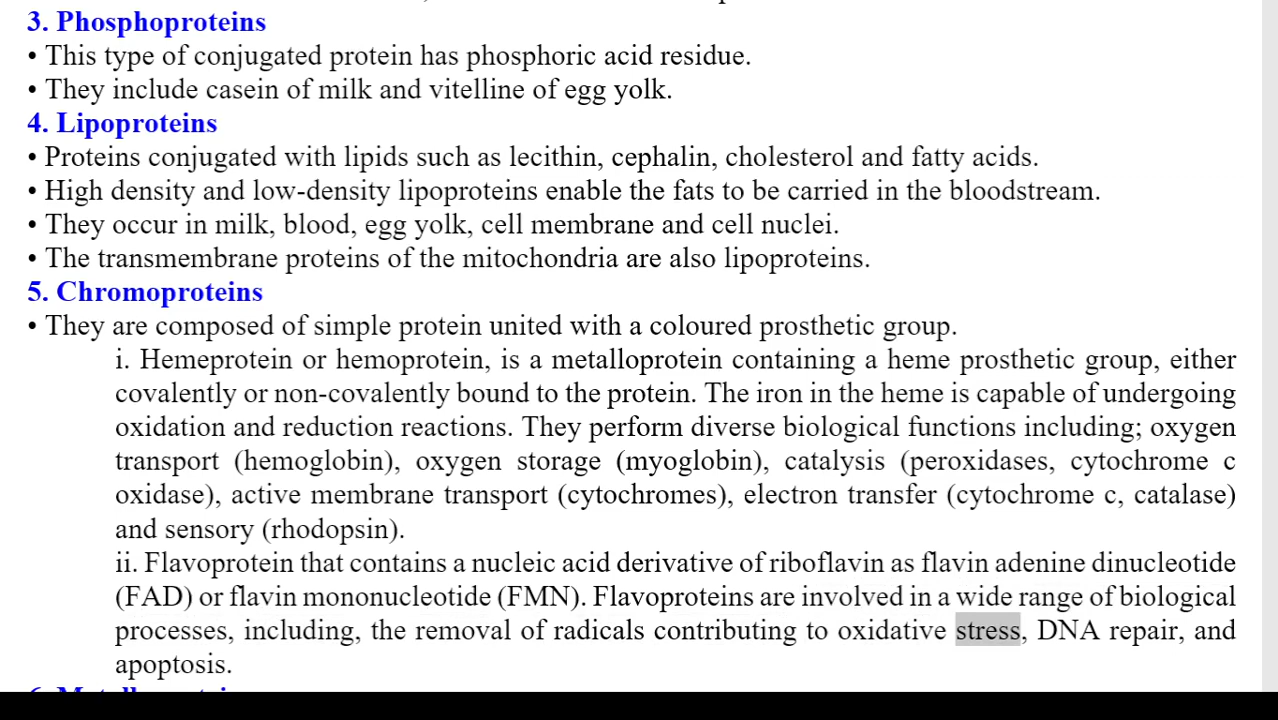 3. Phosphoproteins
• This type of conjugated protein has phosphoric acid residue.
• They include casein of milk and vitelline of egg yolk.
4. Lipoproteins
• Proteins conjugated with lipids such as lecithin, cephalin, cholesterol and fatty acids.
• High density and low-density lipoproteins enable the fats to be carried in the bloodstream.
• They occur in milk, blood, egg yolk, cell membrane and cell nuclei.
• The transmembrane proteins of the mitochondria are also lipoproteins.
5. Chromoproteins
• They are composed of simple protein united with a coloured prosthetic group.
i. Hemeprotein or hemoprotein, is a metalloprotein containing a heme prosthetic group, either
covalently or non-covalently bound to the protein. The iron in the heme is capable of undergoing
oxidation and reduction reactions. They perform diverse biological functions including; oxygen
transport (hemoglobin), oxygen storage (myoglobin), catalysis (peroxidases, cytochrome c
oxidase), active membrane transport (cytochromes), electron transfer (cytochrome c, catalase)
and sensory (rhodopsin).
ii. Flavoprotein that contains a nucleic acid derivative of riboflavin as flavin adenine dinucleotide
(FAD) or flavin mononucleotide (FMN). Flavoproteins are involved in a wide range of biological
processes, including, the removal of radicals contributing to oxidative stress, DNA repair, and
apoptosis.